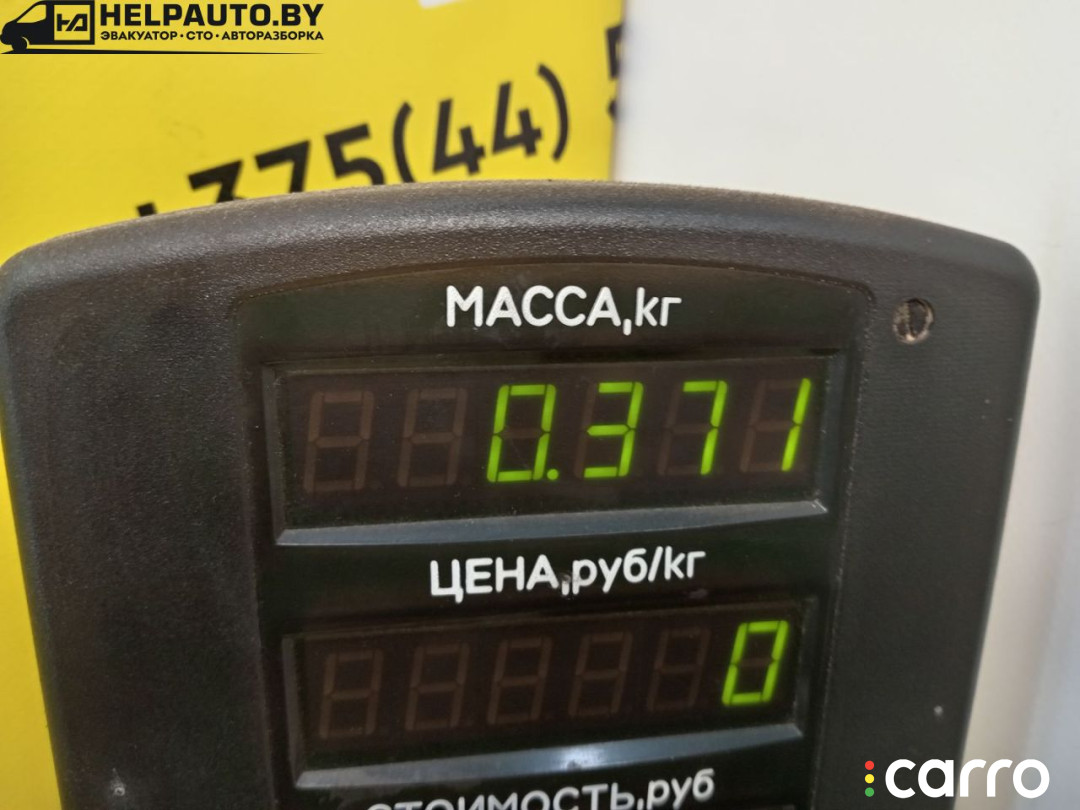 HELPAUTO.BY
ЭВАКУАТОР•СТО•АВТОРАЗБОРКА
375(44)
МАССА,кг
0.371
ЦЕНА,руб/кг
0
СТОИМОСТЬ,руб
carro